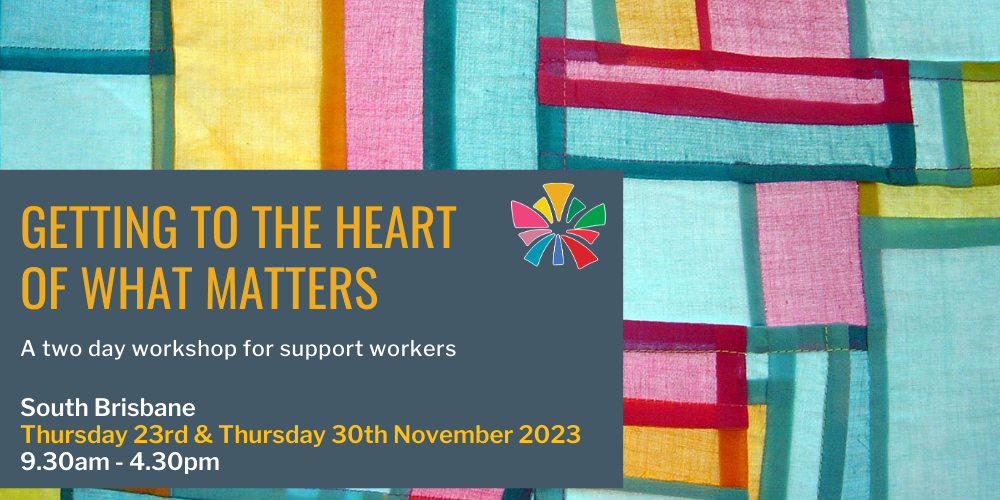 GETTING TO THE HEART
OF WHAT MATTERS
A two day workshop for support workers
South Brisbane
Thursday 23rd & Thursday 30th November 2023
9.30am - 4.30pm